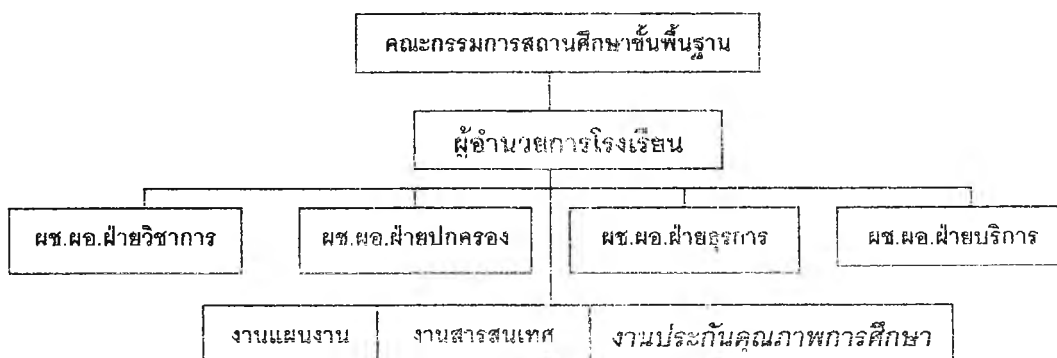 คณะกรรมการสถานศึกษาขั้นพื้นฐาน
ผู้อำนวยการโรงเรียน
ผช.ผอ.ฝ่ายวิชาการ ผช.ผอ.ฝ่ายปกครอง ผช.ผอ.ฝ่ายธุรการ ผช.ผอ.ฝ่ายบริการ
งานแผนงาน งานสารสนเทศ งานประกันคุณภาพการศึกษา